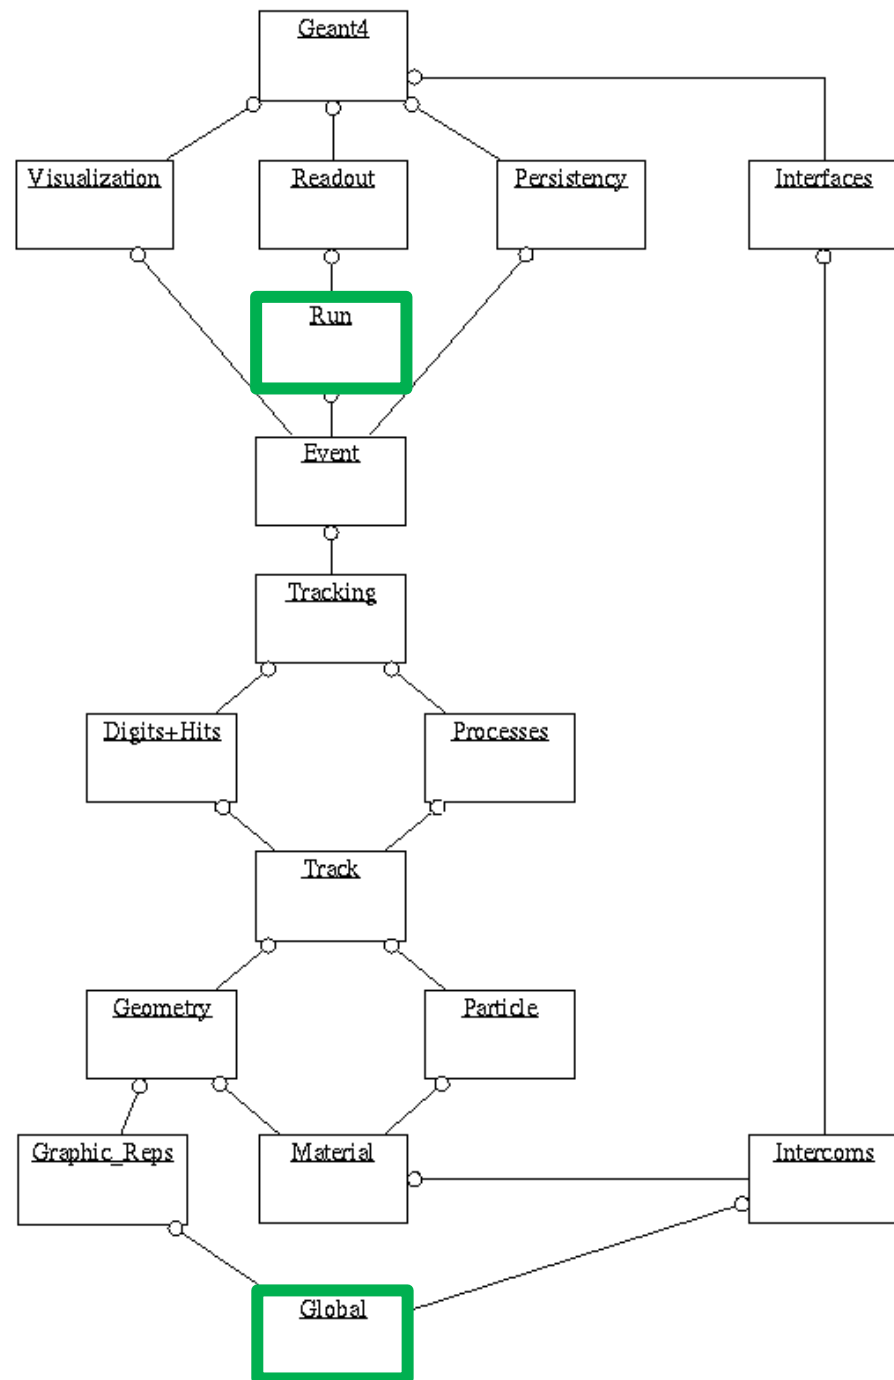 Geant4
Visualization
Readout
Persistency
Interfaces
Run
Event
Tracking
Digits+Hits
Processes
Track
Geometry
Particle
Graphic_Reps
Material
Intercoms
Global